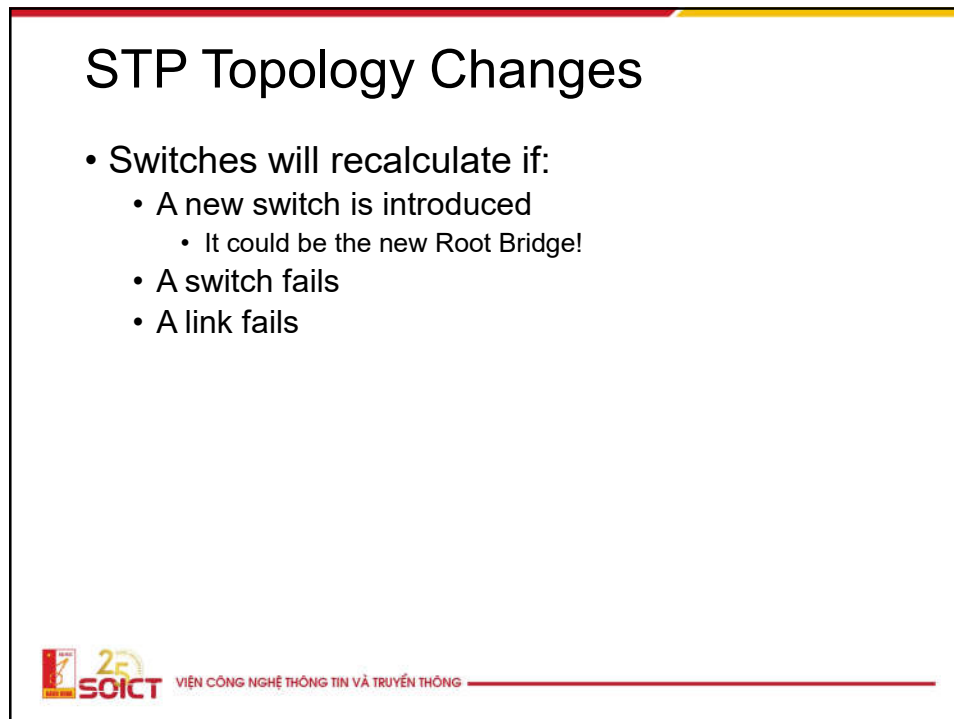 STP Topology Changes
• Switches will recalculate if:
• A new switch is introduced
• It could be the new Root Bridge!
• A switch fails
• A link fails
25
SOICT
VIỆN CÔNG NGHỆ THÔNG TIN VÀ TRUYỀN THÔNG